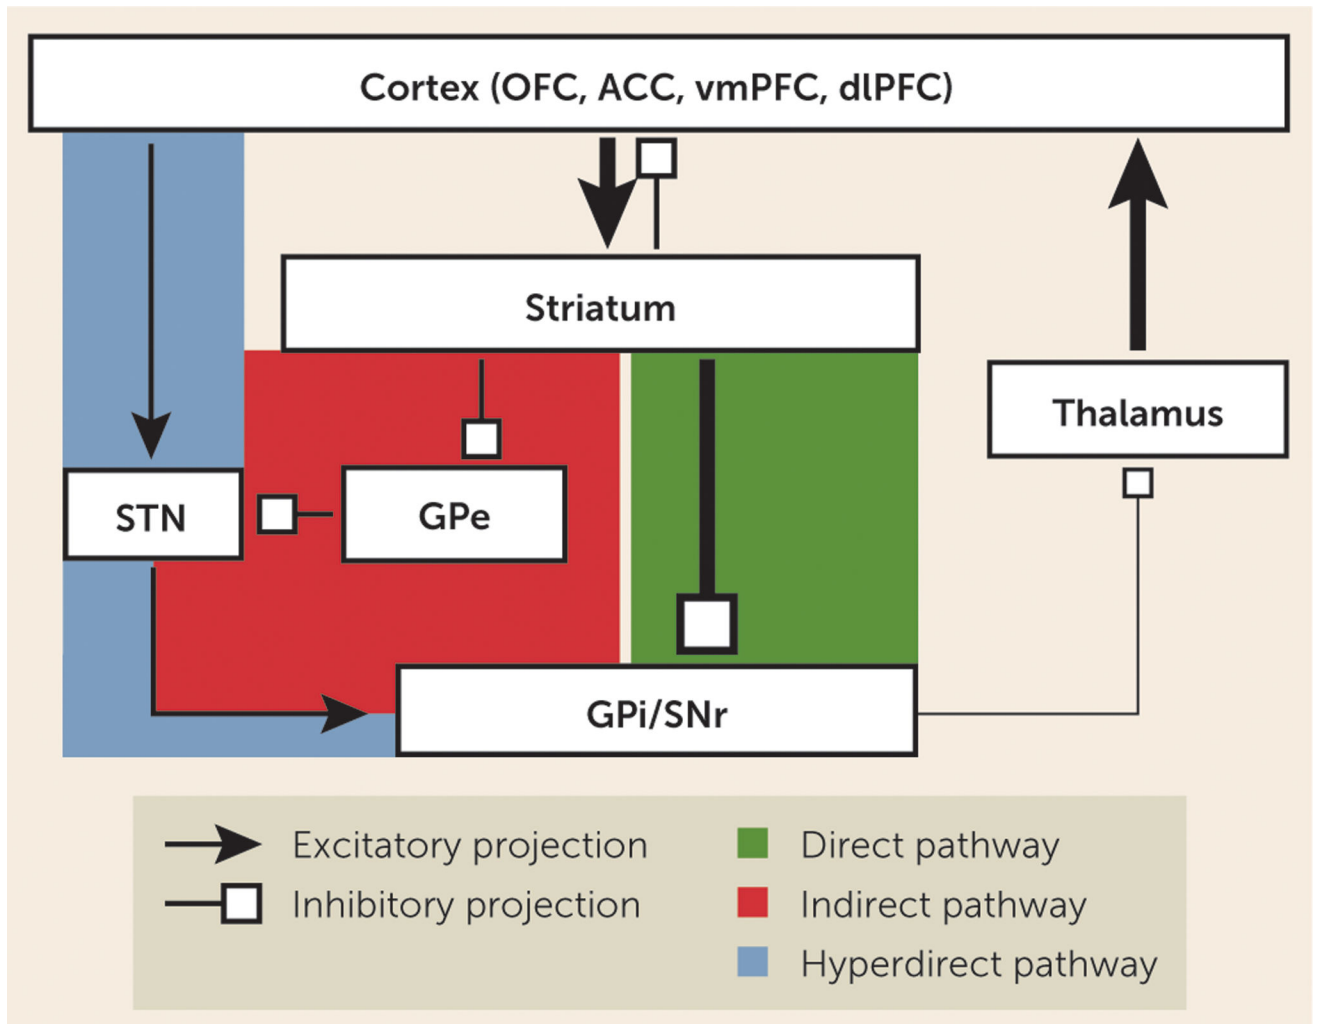 Cortex (OFC, ACC, vmPFC, dlPFC)
Striatum
Thalamus
STN
GPe
GPi/SNr
Excitatory projection
Inhibitory projection
Direct pathway
Indirect pathway
Hyperdirect pathway